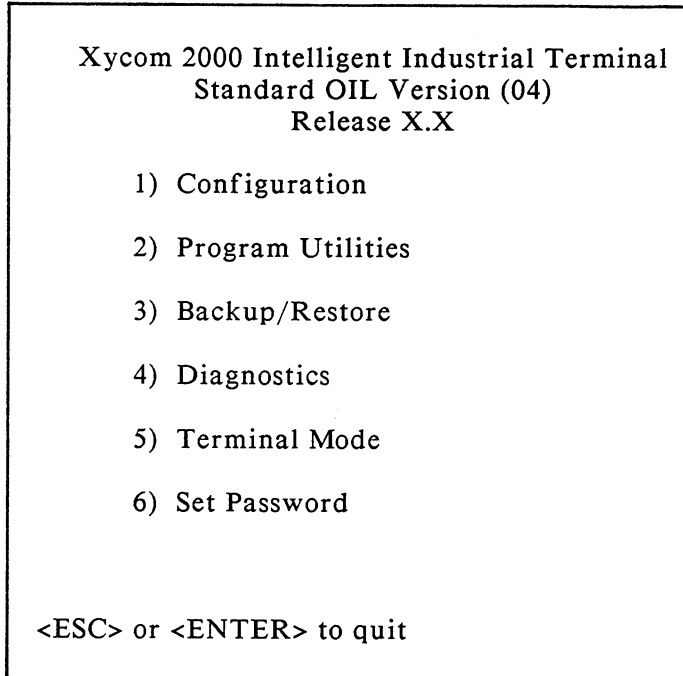 Xycom 2000 Intelligent Industrial Terminal
Standard OIL Version (04)
Release X.X
1) Configuration
2) Program Utilities
3) Backup/Restore
4) Diagnostics
5) Terminal Mode
6) Set Password
<ESC> or <ENTER> to quit